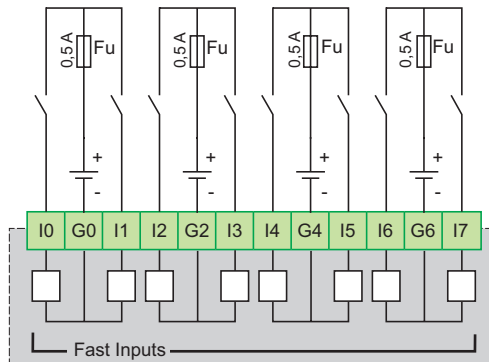 0,5 A Fu 0,5 A Fu 0,5 A Fu 0,5 A Fu
+ + + +
- - - -
I0 G0 I1 I2 G2 I3 I4 G4 I5 I6 G6 I7
Fast Inputs